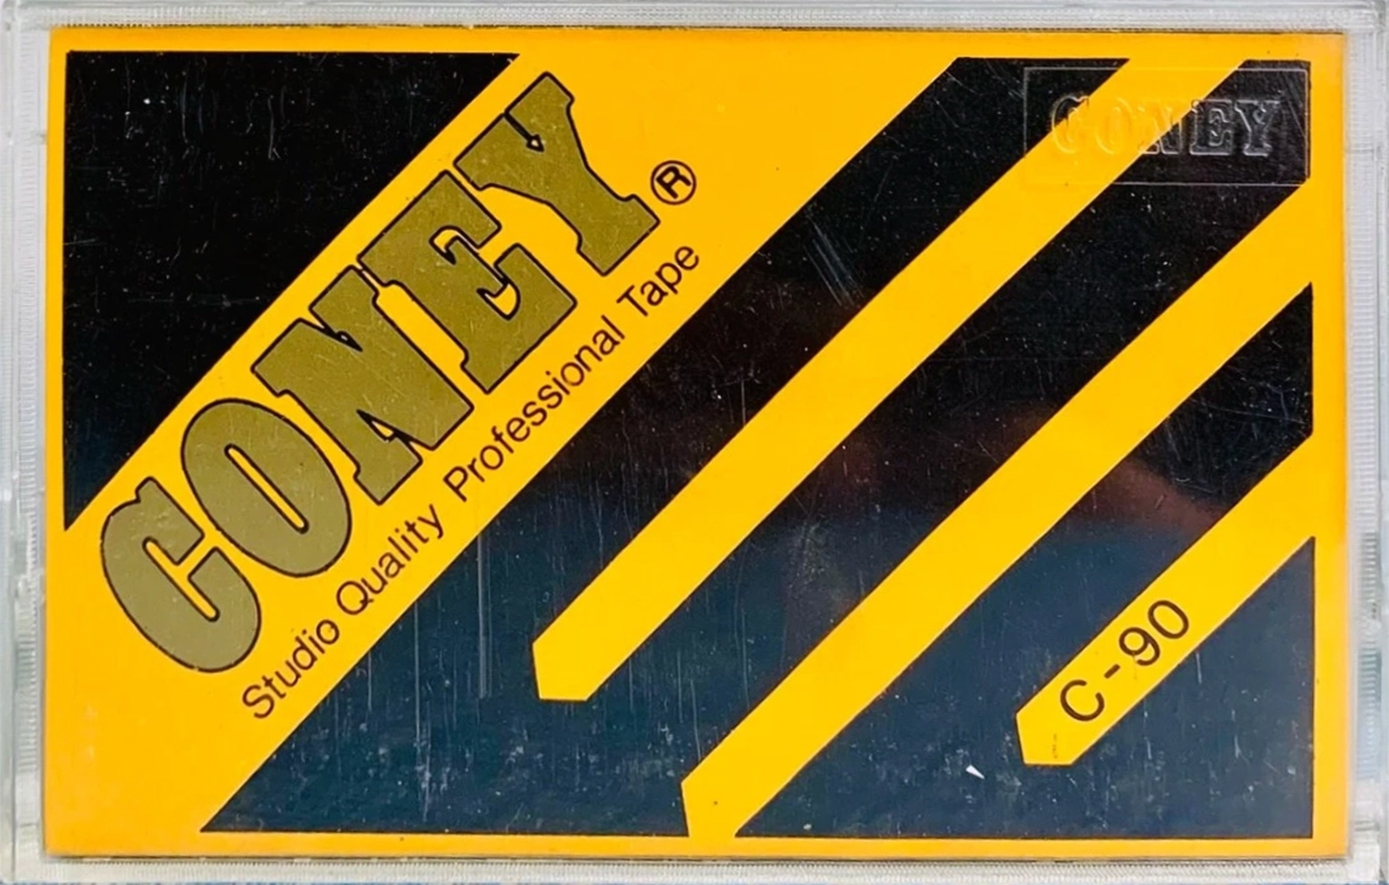 CONEY®
Studio Quality Professional Tape
CONEY
C-90